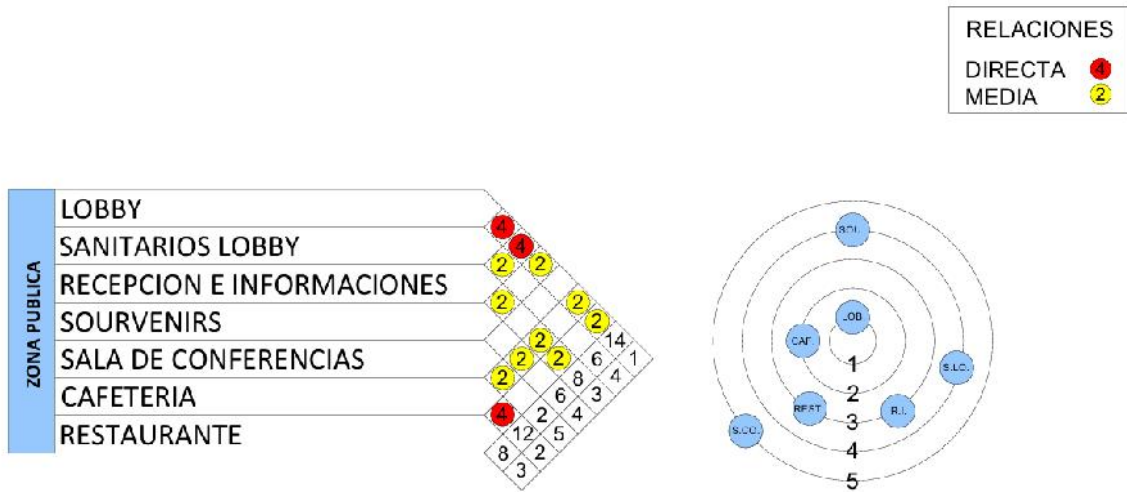 RELACIONES
DIRECTA 4
MEDIA 2
ZONA PUBLICA
LOBBY
4
SANITARIOS LOBBY 4
2 2
RECEPCION E INFORMACIONES
2 2
SOURVENIRS 2
2 14
SALA DE CONFERENCIAS 2 2 6 1
2 8 4
CAFETERIA 6 3
4 2 4
RESTAURANTE 12 5
8 2
3
SOU.
LOB
CAF.
1
S.LO.
2
REST
3
R.I.
S.CO.
4
5